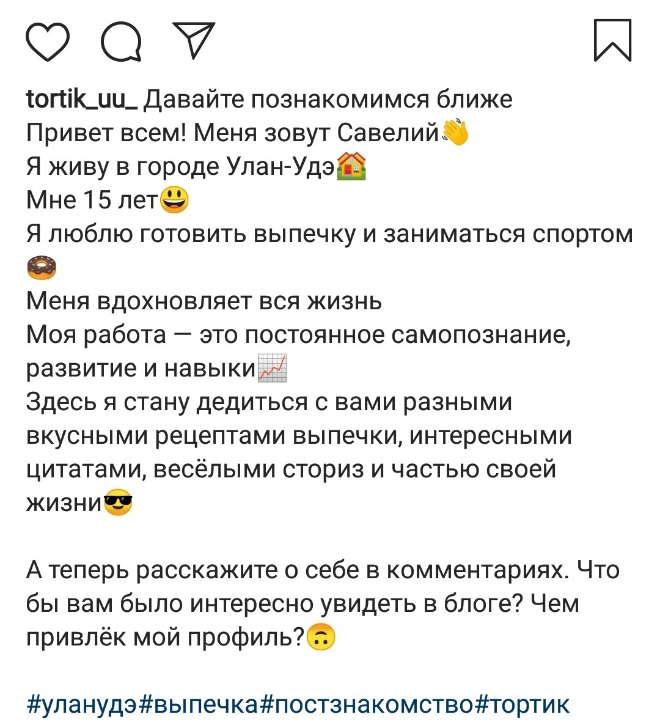 tortik_uu_ Давайте познакомимся ближе
Привет всем! Меня зовут Савелий👋
Я живу в городе Улан-Удэ🏠
Мне 15 лет😃
Я люблю готовить выпечку и заниматься спортом
🍩
Меня вдохновляет вся жизнь
Моя работа — это постоянное самопознание,
развитие и навыки📈
Здесь я стану дедиться с вами разными
вкусными рецептами выпечки, интересными
цитатами, весёлыми сториз и частью своей
жизни😎
А теперь расскажите о себе в комментариях. Что
бы вам было интересно увидеть в блоге? Чем
привлёк мой профиль?🙃
#уланудэ#выпечка#постзнакомство#тортик